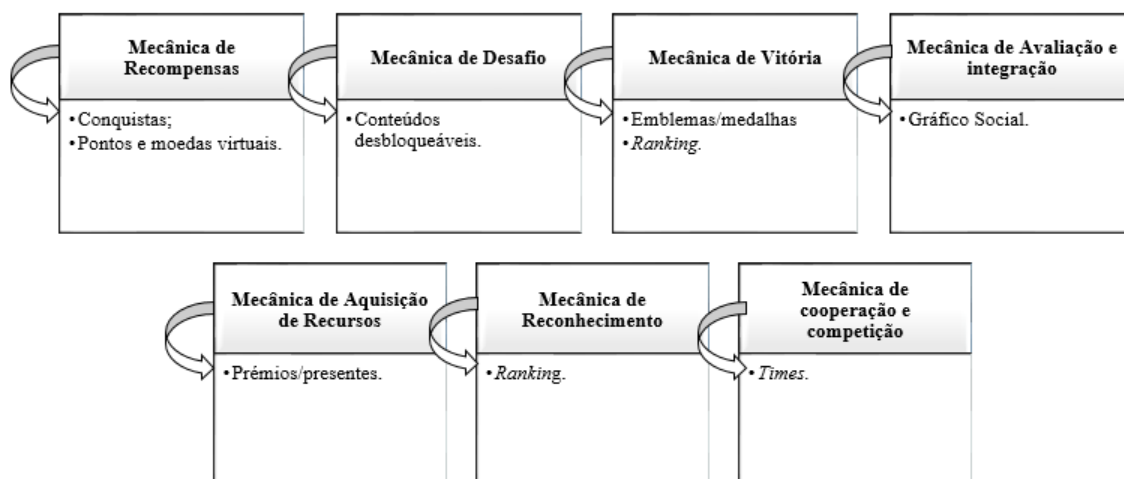 Mecânica de
Recompensas
• Conquistas;
• Pontos e moedas virtuais.
Mecânica de Desafio
• Conteúdos
desbloqueáveis.
Mecânica de Vitória
• Emblemas/medalhas
• Ranking.
Mecânica de Avaliação e
integração
• Gráfico Social.
Mecânica de Aquisição
de Recursos
• Prémios/presentes.
Mecânica de
Reconhecimento
• Ranking.
Mecânica de
cooperação e
competição
• Times.